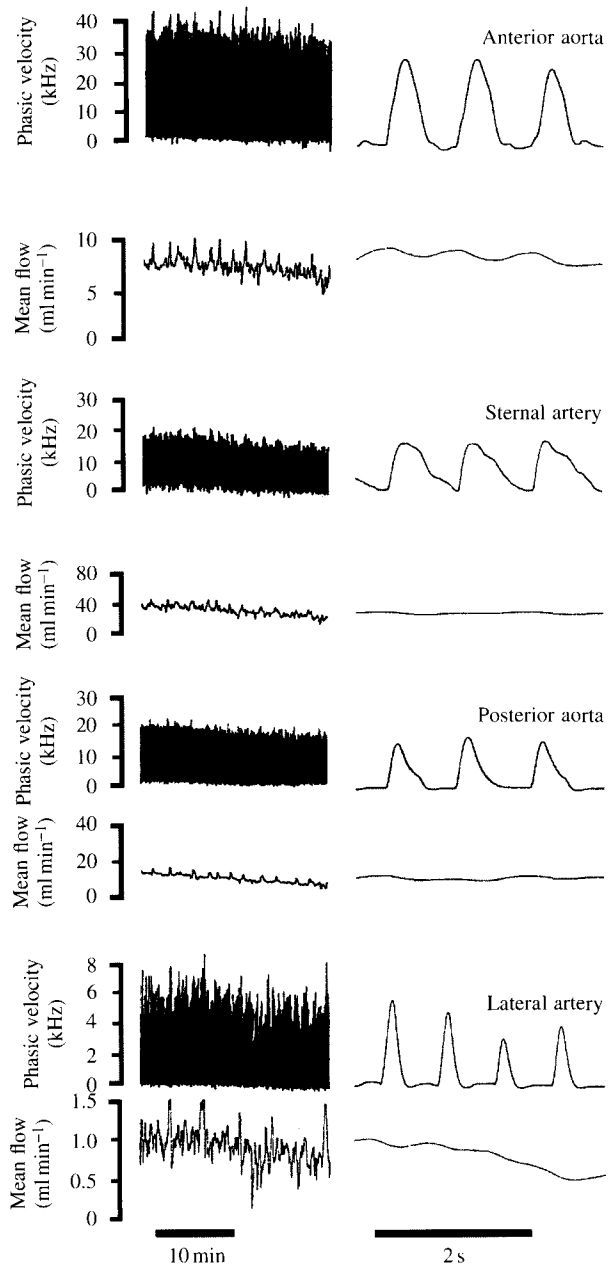 Phasic velocity
(kHz)
40
30
20
10
0
Anterior aorta
Mean flow
(ml min⁻¹)
10
5
0
Phasic velocity
(kHz)
30
20
10
0
Sternal artery
Mean flow
(ml min⁻¹)
80
40
0
Phasic velocity
(kHz)
30
20
10
0
Posterior aorta
Mean flow
(ml min⁻¹)
40
20
0
Phasic velocity
(kHz)
8
6
4
2
0
Lateral artery
Mean flow
(ml min⁻¹)
1.5
1.0
0.5
0
10 min
2 s